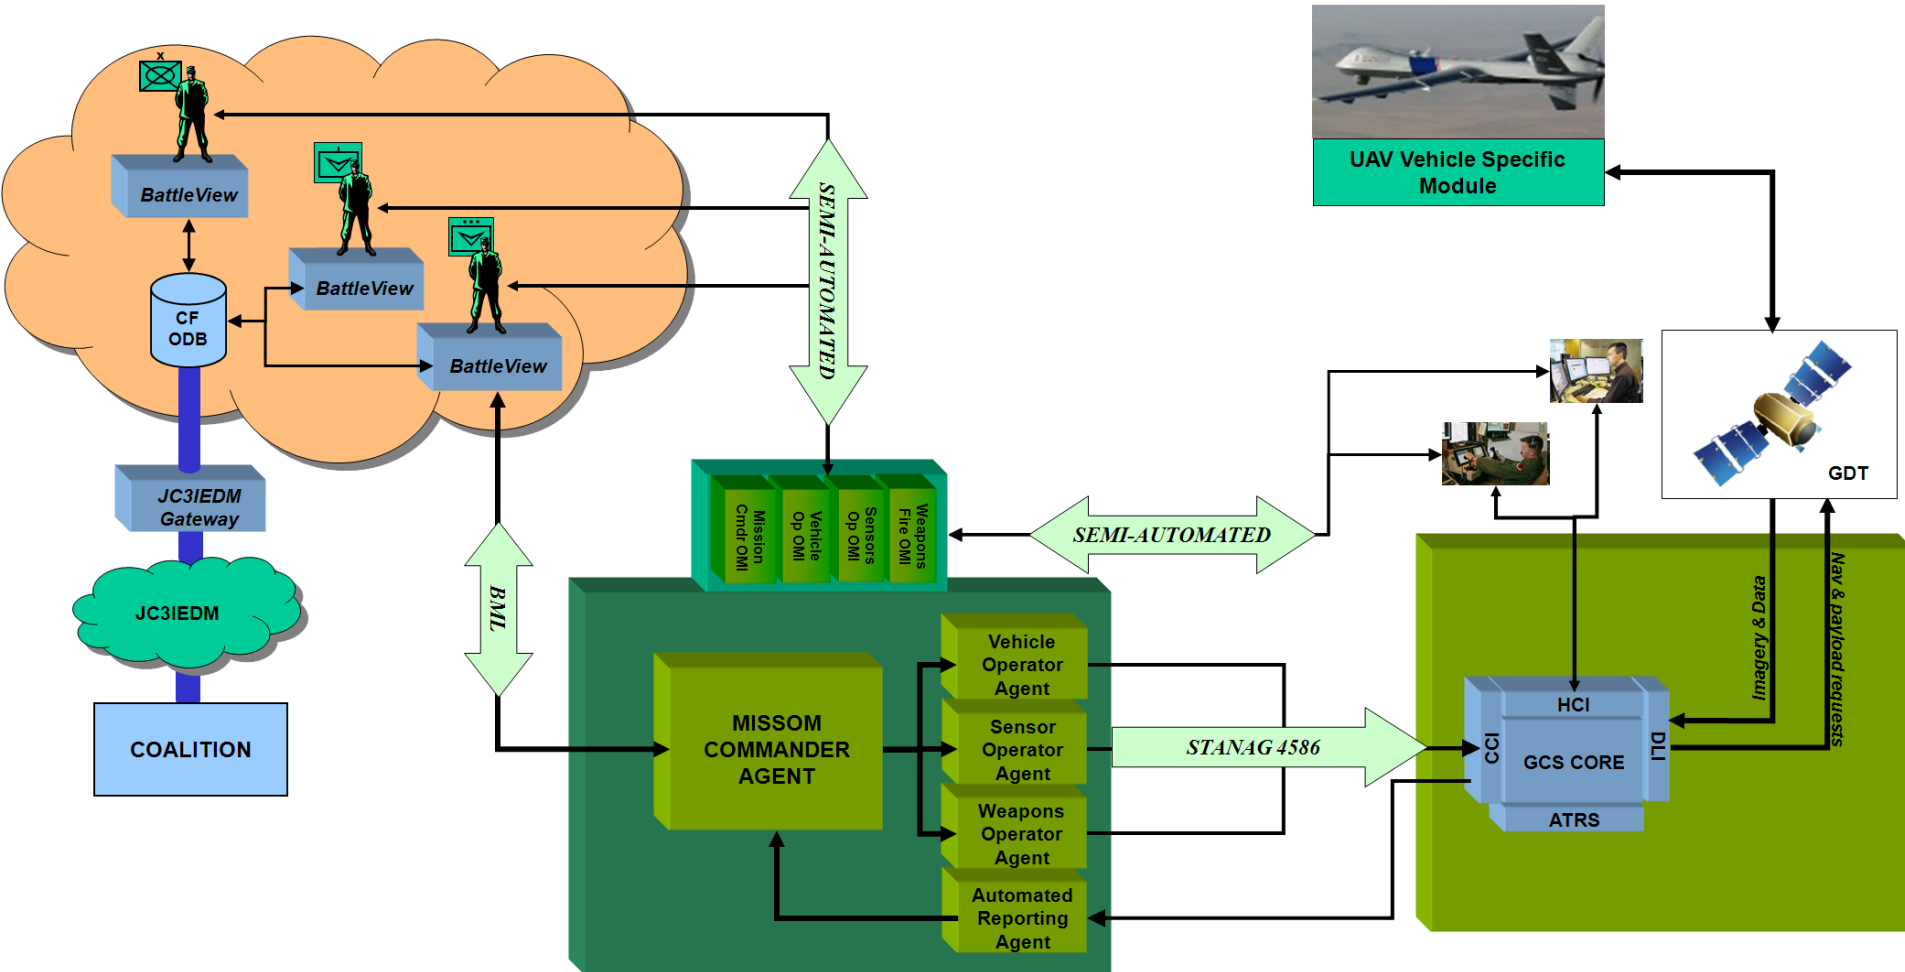 x
BattleView
BattleView
BattleView
CF
ODB
JC3IEDM
Gateway
JC3IEDM
COALITION
SEMI-AUTOMATED
BML
Mission
Cmdr OMI
Vehicle
Op OMI
Sensors
Op OMI
Weapons
Fire OMI
SEMI-AUTOMATED
MISSOM
COMMANDER
AGENT
Vehicle
Operator
Agent
Sensor
Operator
Agent
Weapons
Operator
Agent
Automated
Reporting
Agent
STANAG 4586
UAV Vehicle Specific
Module
GDT
Imagery & Data
Nav & payload requests
HCI
CCI
GCS CORE
DLI
ATRS